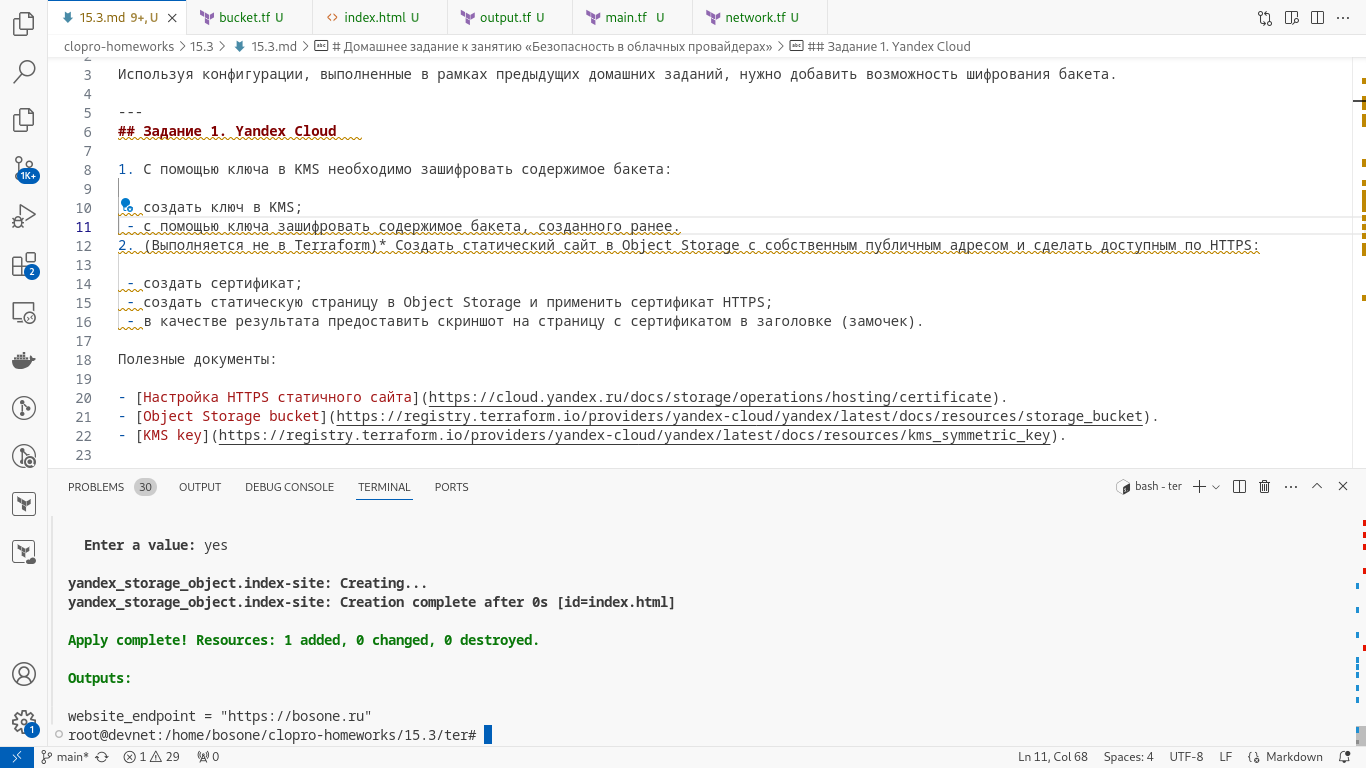 15.3.md 9+, U
bucket.tf U
index.html U
output.tf U
main.tf U
network.tf U
clopro-homeworks > 15.3 > 15.3.md > # Домашнее задание к занятию «Безопасность в облачных провайдерах» > ## Задание 1. Yandex Cloud
2
3 Используя конфигурации, выполненные в рамках предыдущих домашних заданий, нужно добавить возможность шифрования бакета.
4
5 ---
6 ## Задание 1. Yandex Cloud
7
8 1. С помощью ключа в KMS необходимо зашифровать содержимое бакета:
9
10 создать ключ в KMS;
11 - с помощью ключа зашифровать содержимое бакета, созданного ранее.
12 2. (Выполняется не в Terraform)* Создать статический сайт в Object Storage c собственным публичным адресом и сделать доступным по HTTPS:
13
14 - создать сертификат;
15 - создать статическую страницу в Object Storage и применить сертификат HTTPS;
16 - в качестве результата предоставить скриншот на страницу с сертификатом в заголовке (замочек).
17
18 Полезные документы:
19
20 - [Настройка HTTPS статичного сайта](https://cloud.yandex.ru/docs/storage/operations/hosting/certificate).
21 - [Object Storage bucket](https://registry.terraform.io/providers/yandex-cloud/yandex/latest/docs/resources/storage_bucket).
22 - [KMS key](https://registry.terraform.io/providers/yandex-cloud/yandex/latest/docs/resources/kms_symmetric_key).
23
1K+
2
1
PROBLEMS 30 OUTPUT DEBUG CONSOLE TERMINAL PORTS
bash - ter
Enter a value: yes
yandex_storage_object.index-site: Creating...
yandex_storage_object.index-site: Creation complete after 0s [id=index.html]
Apply complete! Resources: 1 added, 0 changed, 0 destroyed.
Outputs:
website_endpoint = "https://bosone.ru"
root@devnet:/home/bosone/clopro-homeworks/15.3/ter#
main* 1 29 0 Ln 11, Col 68 Spaces: 4 UTF-8 LF Markdown